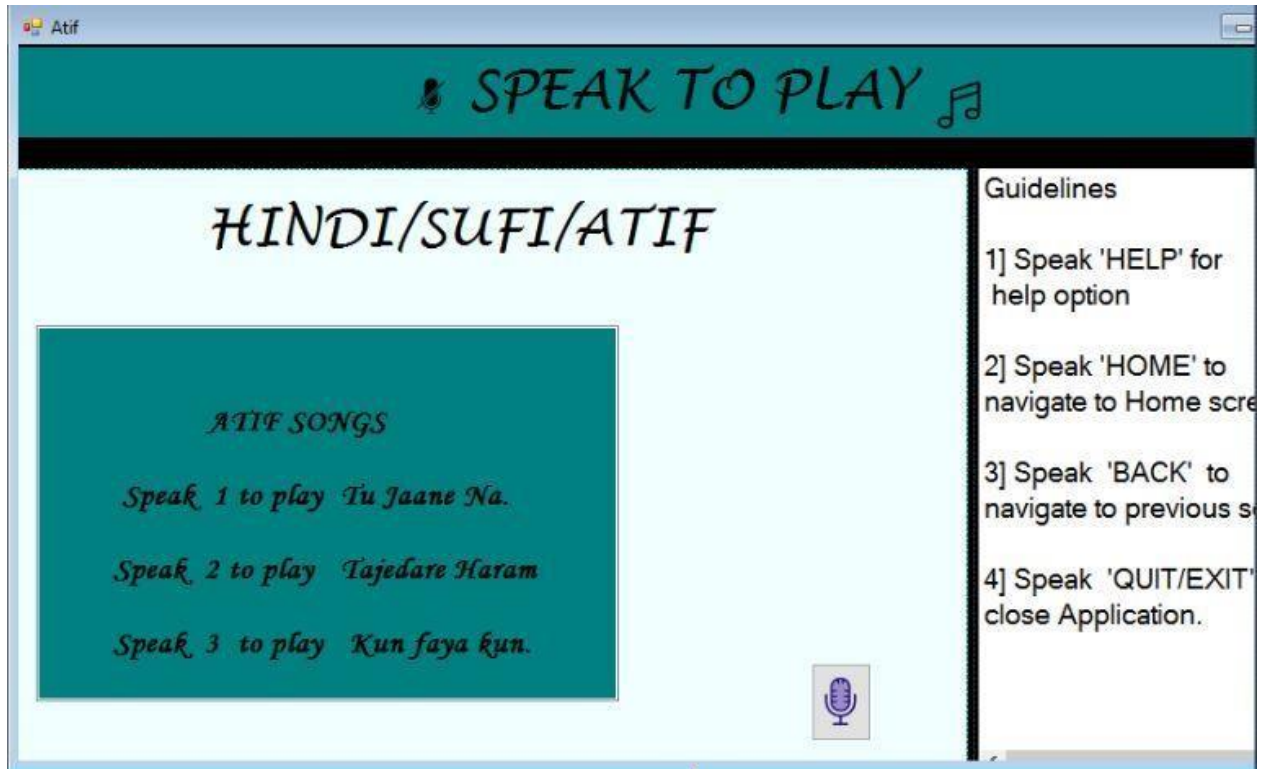 Atif
SPEAK TO PLAY
HINDI/SUFI/ATIF
ATIF SONGS
Speak 1 to play Tu Jaane Na.
Speak 2 to play Tajedare Haram
Speak 3 to play Kun faya kun.
Guidelines
1] Speak 'HELP' for
help option
2] Speak 'HOME' to
navigate to Home scre
3] Speak 'BACK' to
navigate to previous s
4] Speak 'QUIT/EXIT'
close Application.